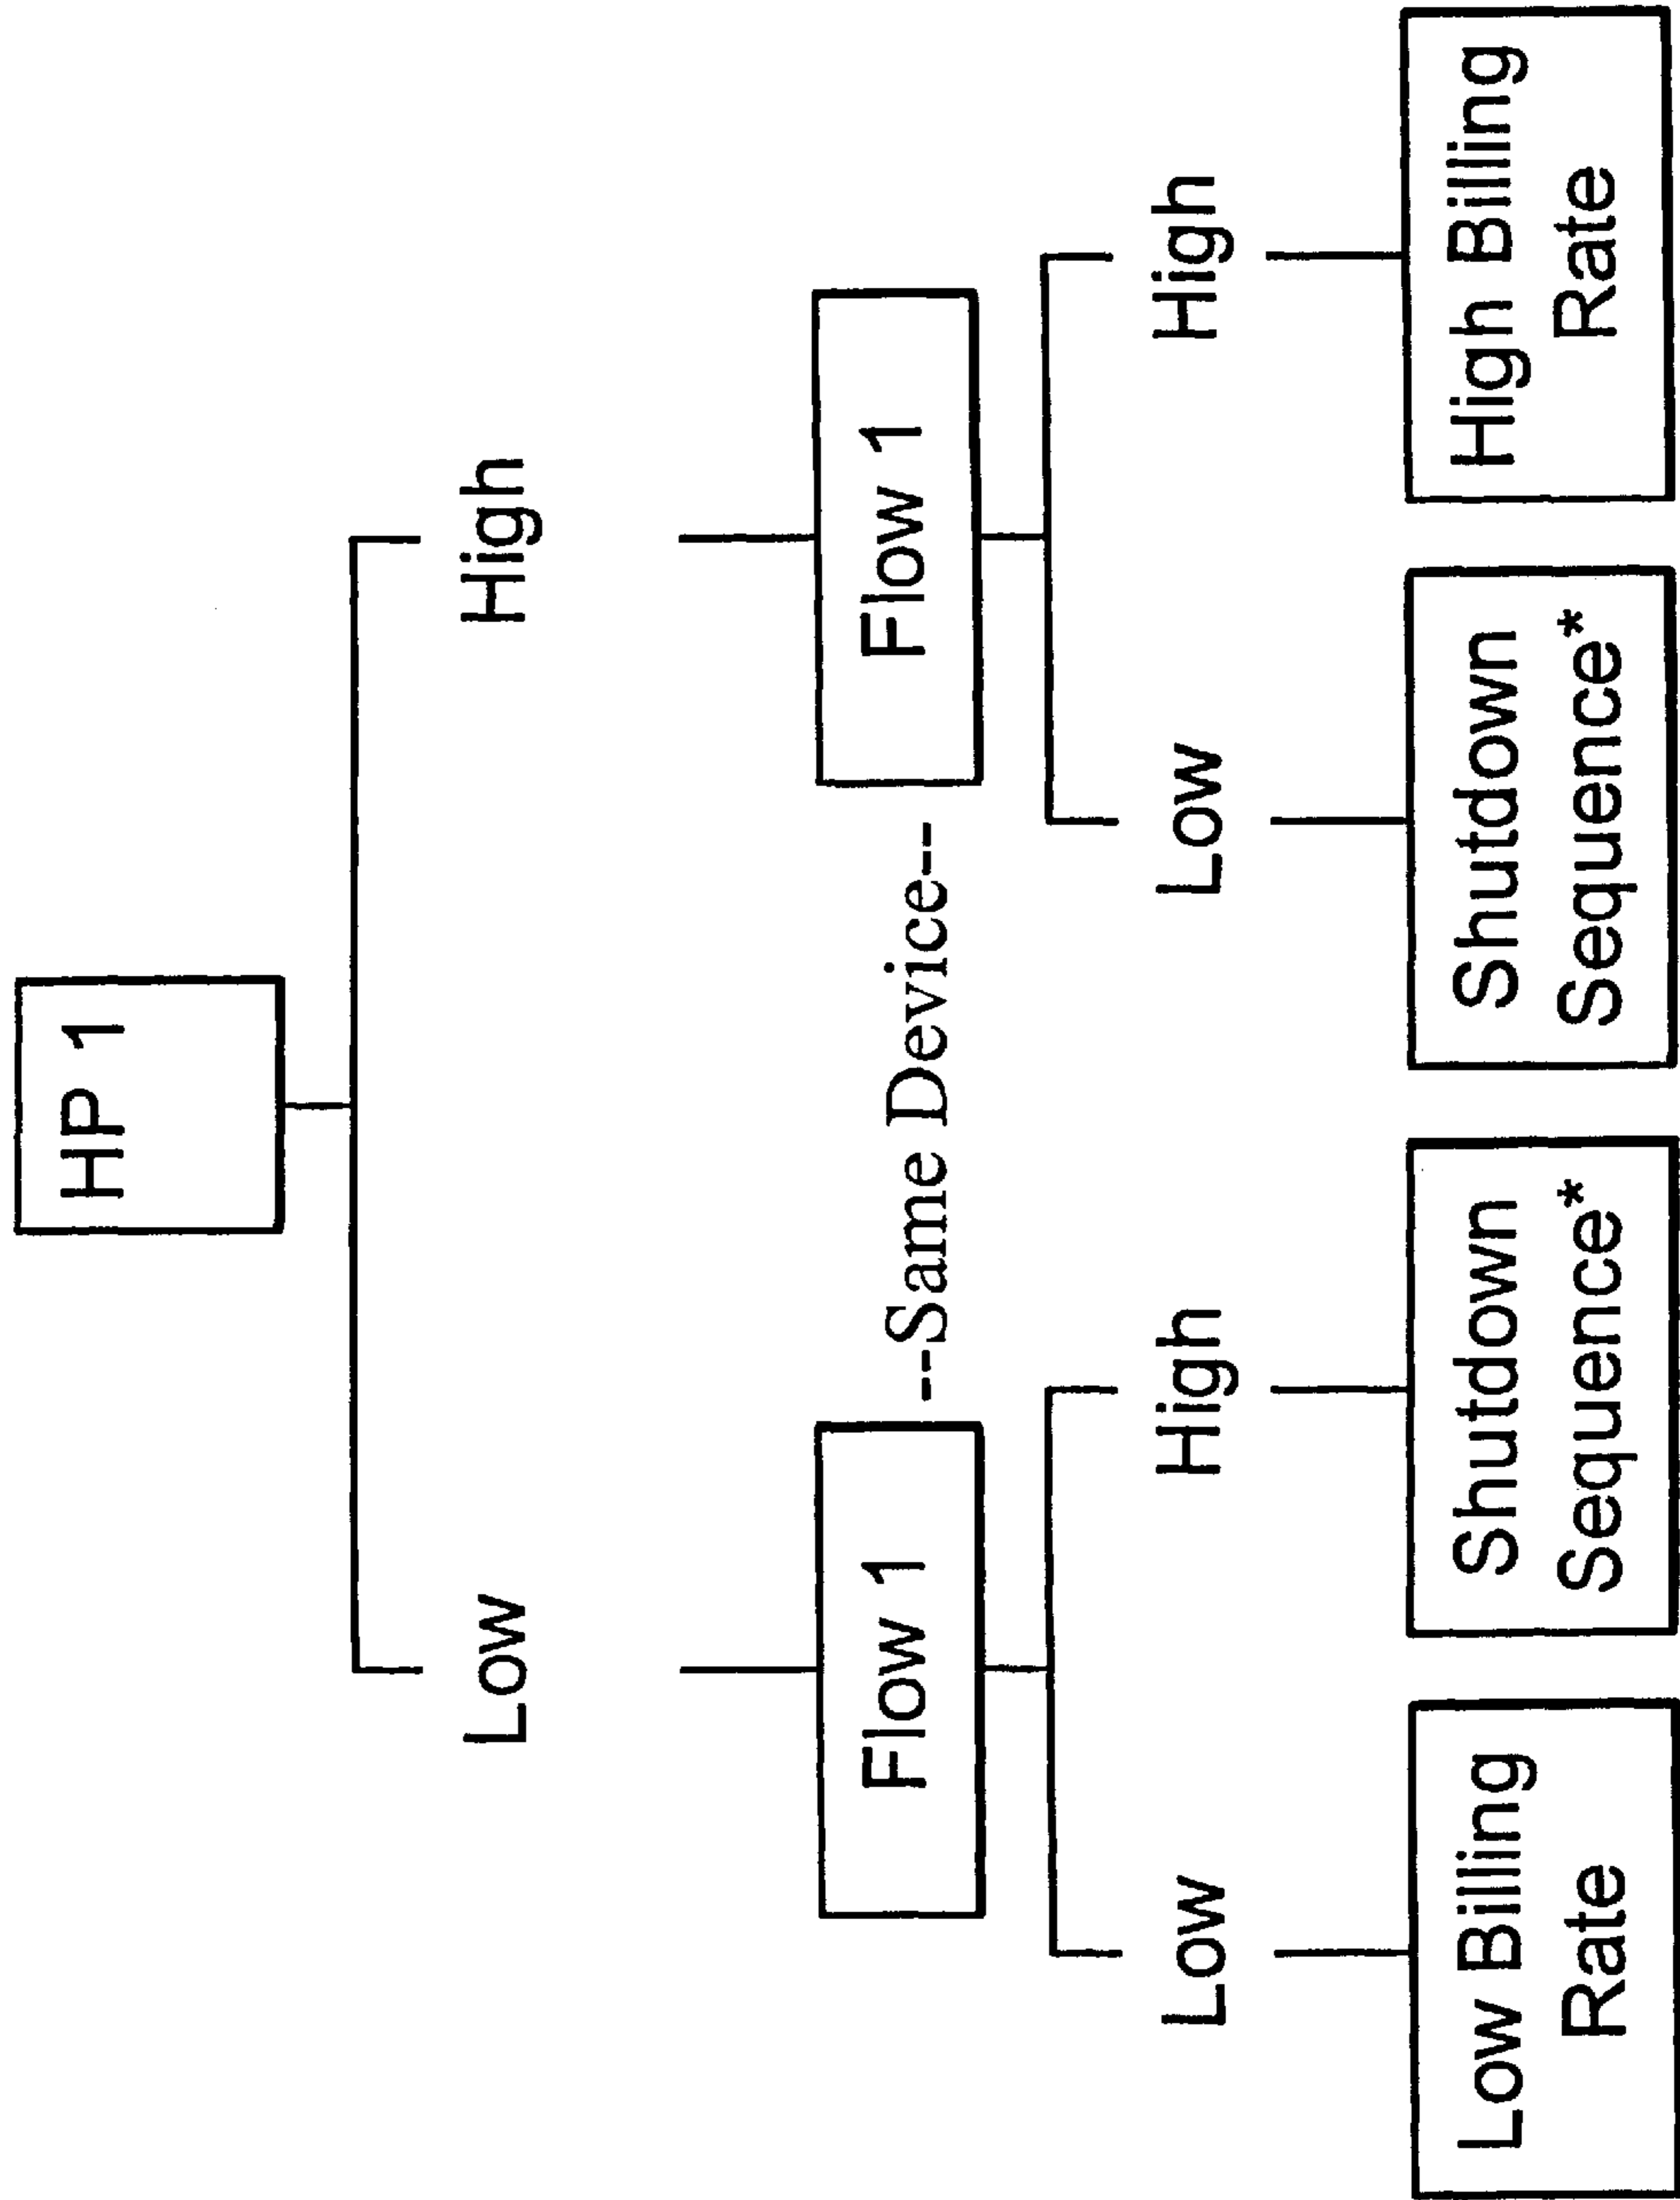 HP 1
Low
High
Flow 1
--Same Device--
Flow 1
Low
High
Low
High
Low Billing
Rate
Shutdown
Sequence*
Shutdown
Sequence*
High Billing
Rate